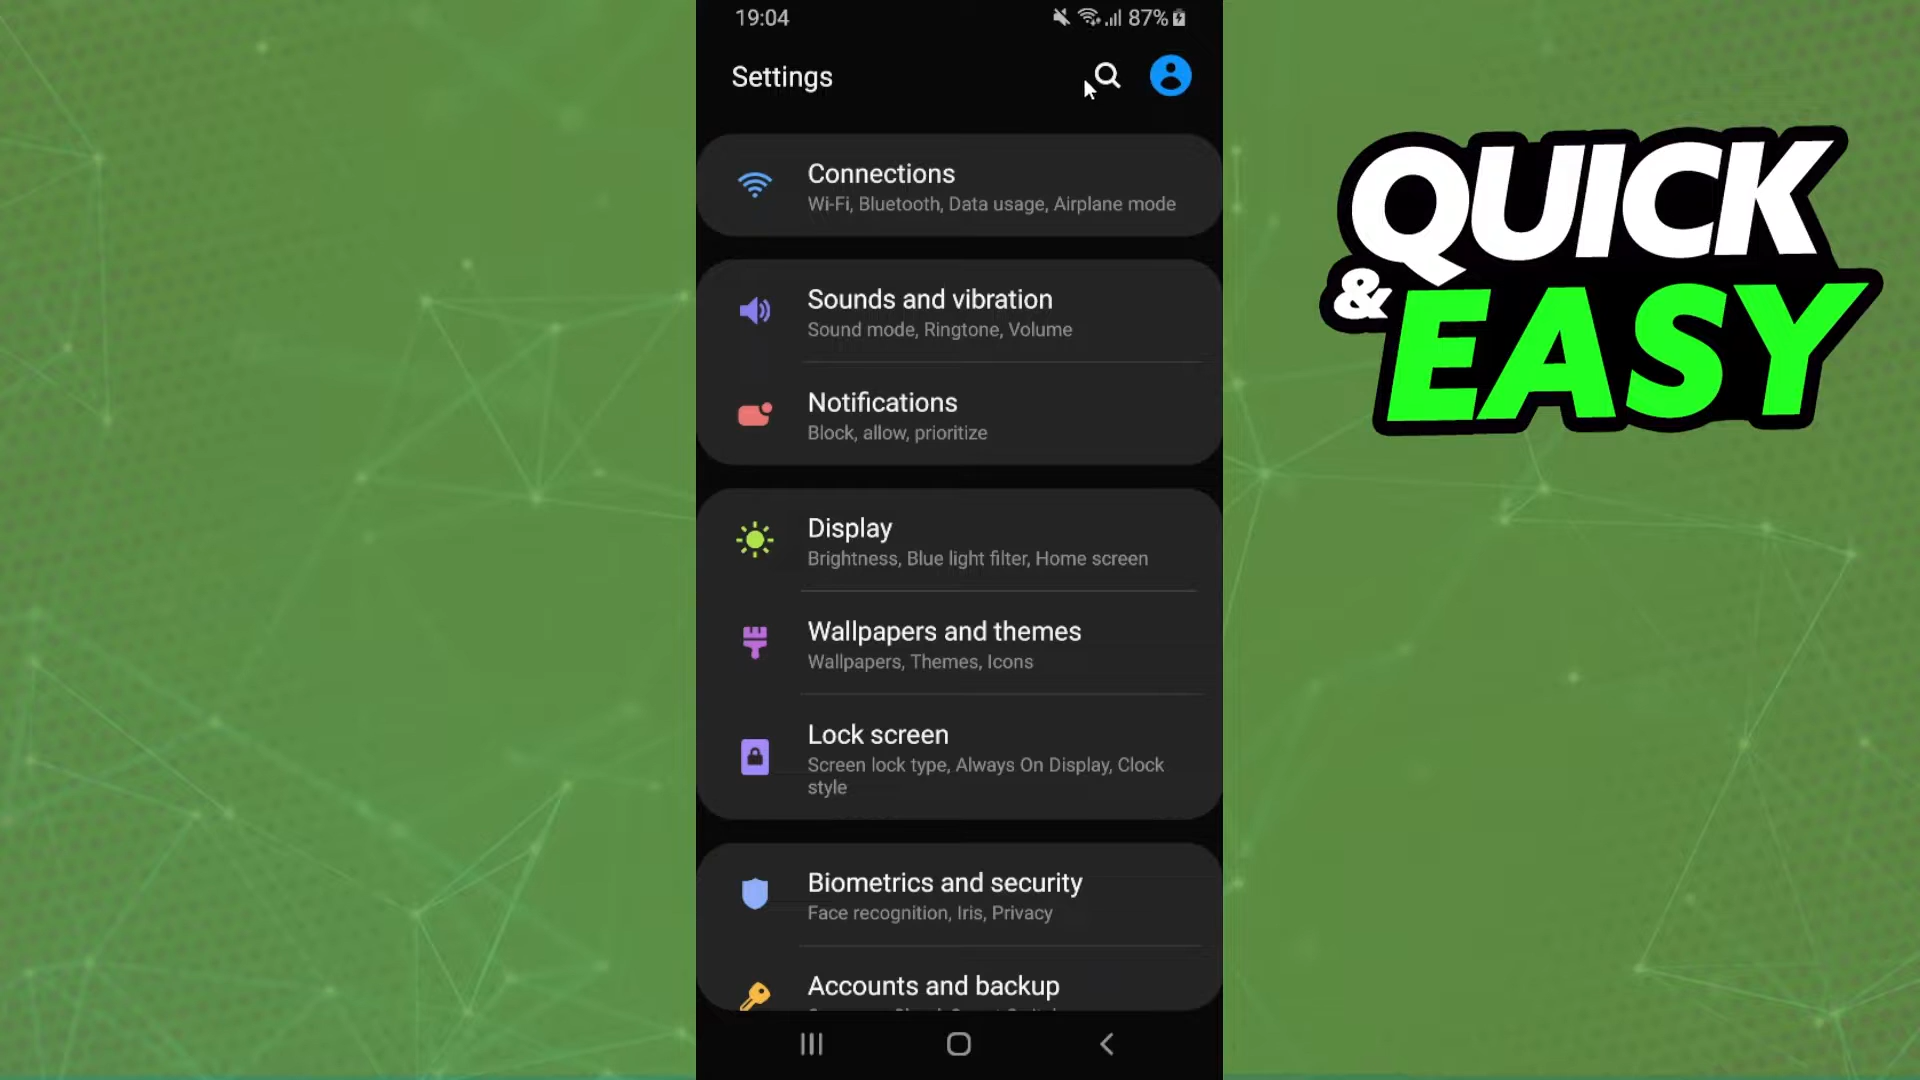 19:04
87%
Settings
Connections
Wi-Fi, Bluetooth, Data usage, Airplane mode
Sounds and vibration
Sound mode, Ringtone, Volume
Notifications
Block, allow, prioritize
Display
Brightness, Blue light filter, Home screen
Wallpapers and themes
Wallpapers, Themes, Icons
Lock screen
Screen lock type, Always On Display, Clock
style
Biometrics and security
Face recognition, Iris, Privacy
Accounts and backup
QUICK
& EASY